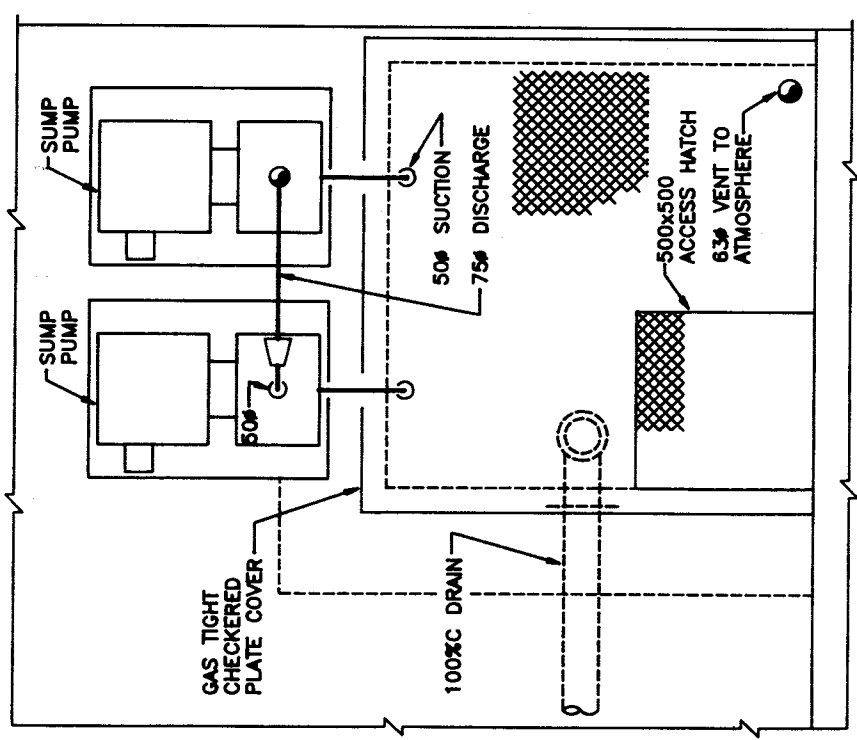 SUMP
PUMP
SUMP
PUMP
50ø
50ø SUCTION
75ø DISCHARGE
500x500
ACCESS HATCH
63ø VENT TO
ATMOSPHERE
GAS TIGHT
CHECKERED
PLATE COVER
100%C DRAIN